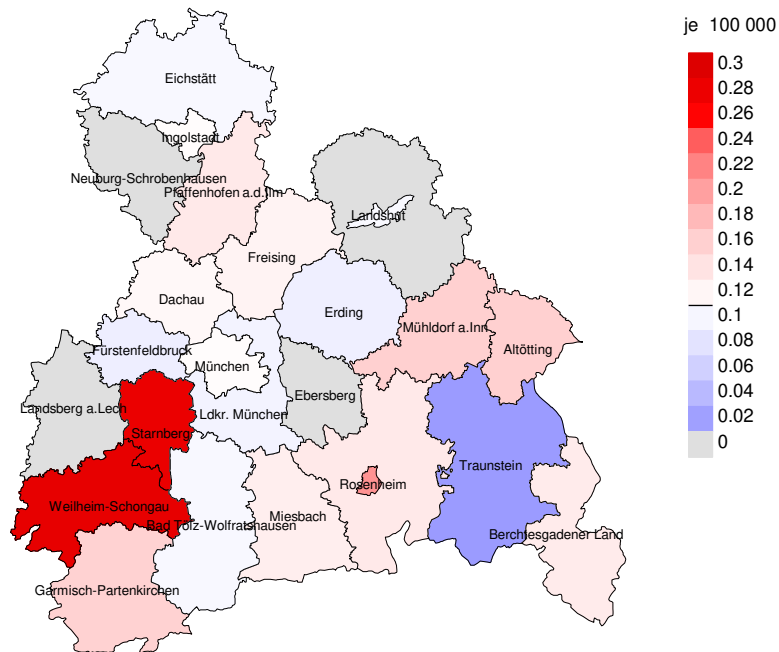 je 100 000
0.3
0.28
0.26
0.24
0.22
0.2
0.18
0.16
0.14
0.12
0.1
0.08
0.06
0.04
0.02
0
Eichstätt
Ingolstadt
Neuburg-Schrobenhausen
Pfaffenhofen a.d.Ilm
Landshut
Freising
Dachau
Erding
Mühldorf a.Inn
Altötting
Fürstenfeldbruck
München
Ebersberg
Landsberg a.Lech
Ldkr. München
Starnberg
Traunstein
Rosenheim
Weilheim-Schongau
Miesbach
Bad Tölz-Wolfratshausen
Berchtesgadener Land
Garmisch-Partenkirchen